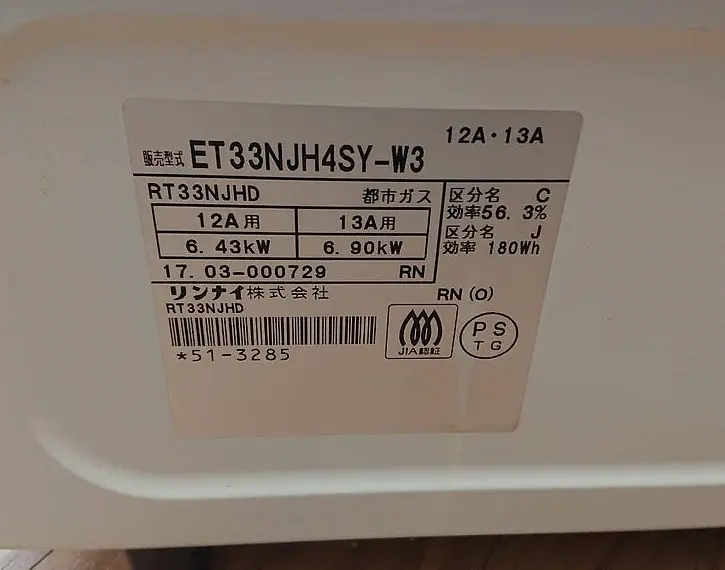 12A・13A
販売型式 ET33NJH4SY-W3
RT33NJHD 都市ガス
12A用 13A用
6. 43kW 6. 90kW
17. 03-000729 RN
区分名 C
効率56. 3%
区分名 J
効率 180Wh
リンナイ株式会社 RN (0)
RT33NJHD
*51-3285
JIA認証
PS
TG